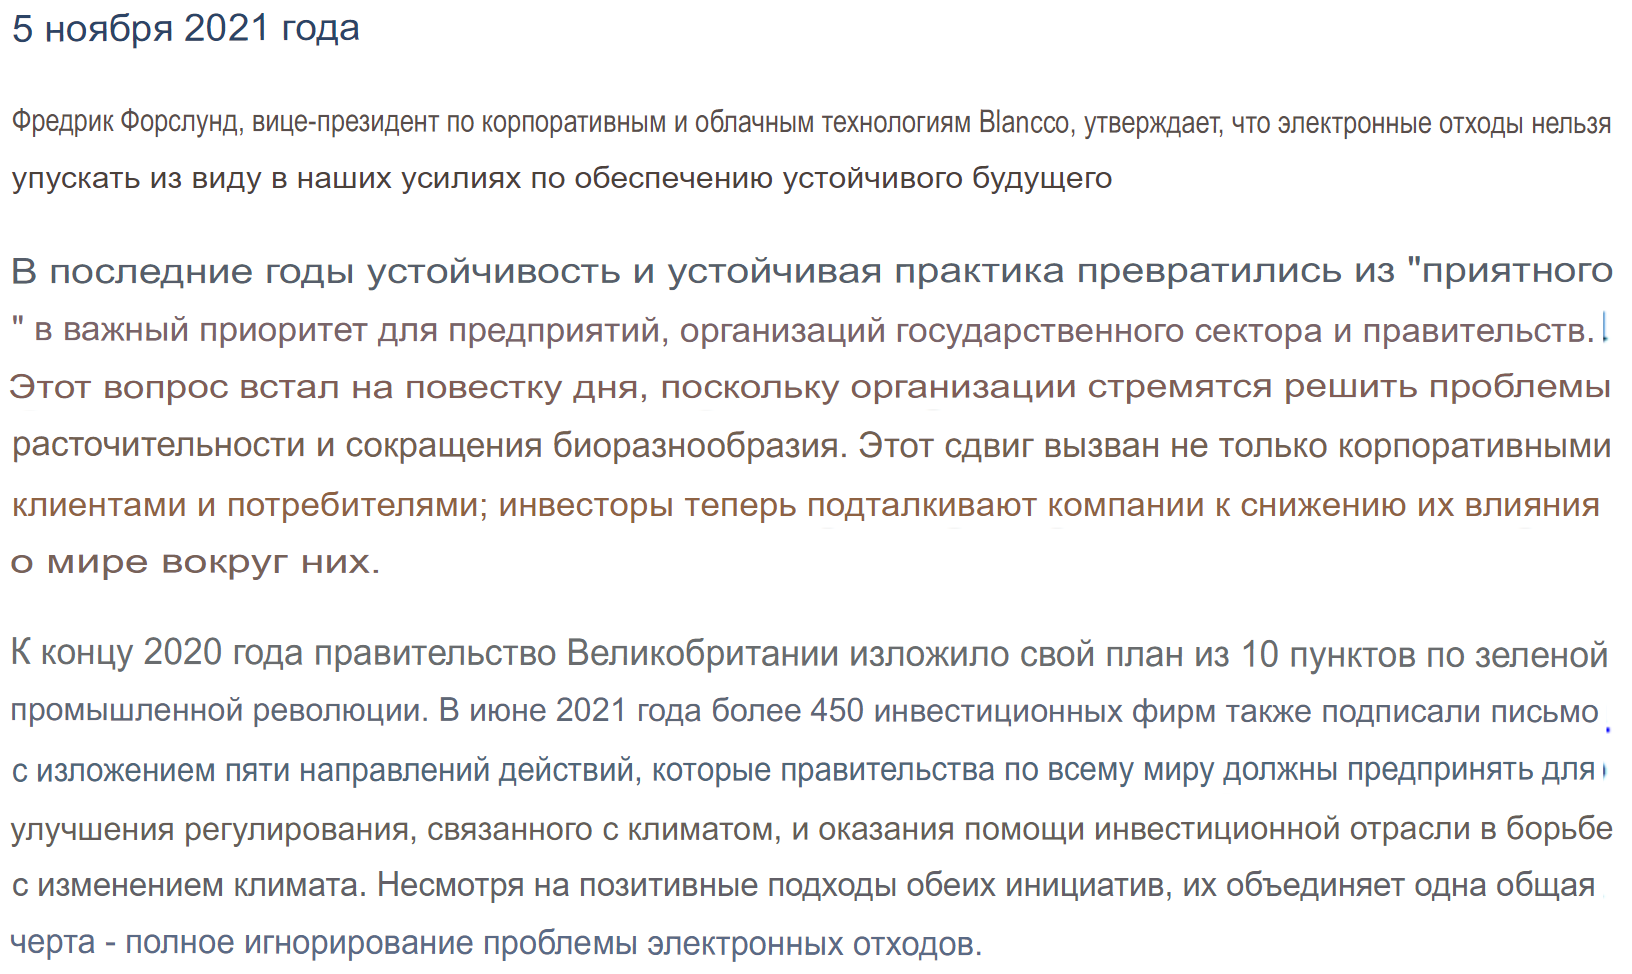 5 ноября 2021 года
Фредрик Форслунд, вице-президент по корпоративным и облачным технологиям Blancco, утверждает, что электронные отходы нельзя
упускать из виду в наших усилиях по обеспечению устойчивого будущего
В последние годы устойчивость и устойчивая практика превратились из "приятного
" в важный приоритет для предприятий, организаций государственного сектора и правительств.
Этот вопрос встал на повестку дня, поскольку организации стремятся решить проблемы
расточительности и сокращения биоразнообразия. Этот сдвиг вызван не только корпоративными
клиентами и потребителями; инвесторы теперь подталкивают компании к снижению их влияния
о мире вокруг них.
К концу 2020 года правительство Великобритании изложило свой план из 10 пунктов по зеленой
промышленной революции. В июне 2021 года более 450 инвестиционных фирм также подписали письмо
с изложением пяти направлений действий, которые правительства по всему миру должны предпринять для
улучшения регулирования, связанного с климатом, и оказания помощи инвестиционной отрасли в борьбе
с изменением климата. Несмотря на позитивные подходы обеих инициатив, их объединяет одна общая
черта - полное игнорирование проблемы электронных отходов.